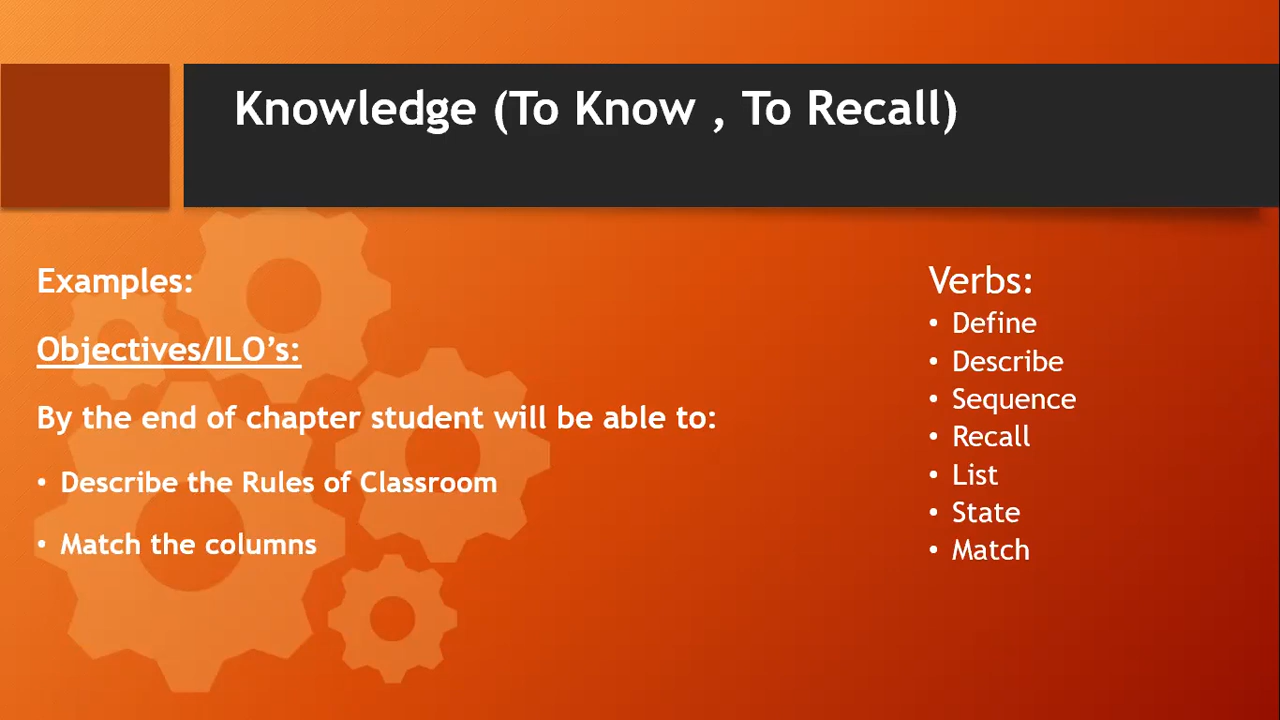 Knowledge (To Know , To Recall)
Examples:
Objectives/ILO’s:
By the end of chapter student will be able to:
• Describe the Rules of Classroom
• Match the columns
Verbs:
• Define
• Describe
• Sequence
• Recall
• List
• State
• Match